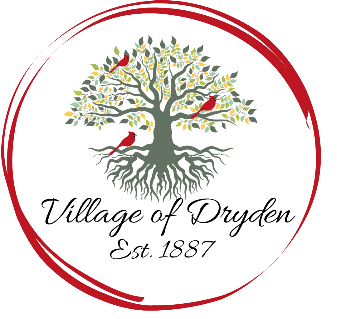 Village of Dryden
Est. 1887